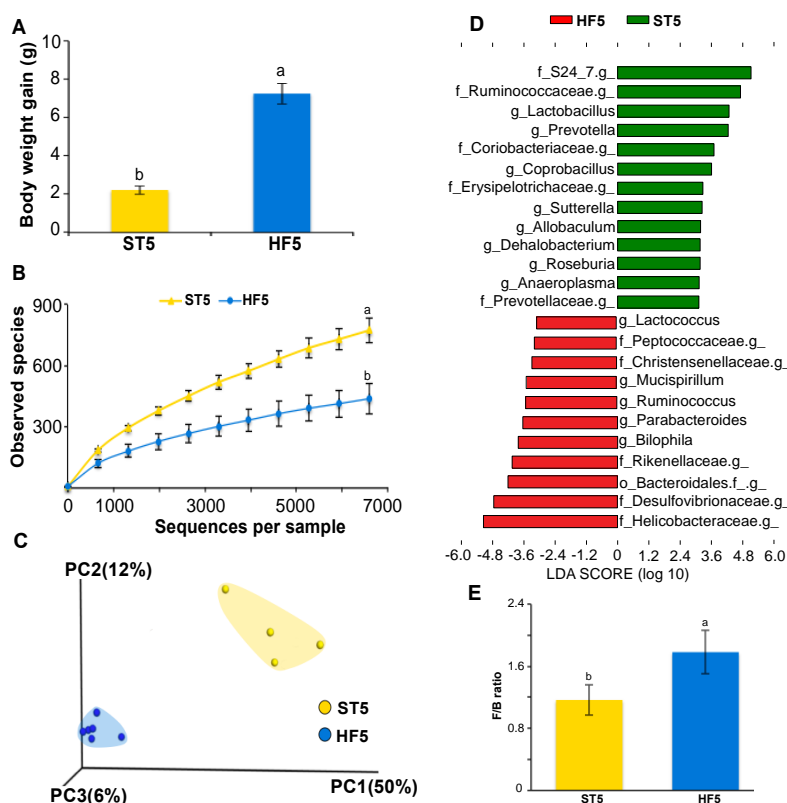 A
Body weight gain (g)
10
8
6
4
2
0
b
a
ST5
HF5
B
ST5
HF5
Observed species
900
600
300
a
b
0
1000
3000
5000
7000
Sequences per sample
C
PC2(12%)
ST5
HF5
PC3(6%)
PC1(50%)
D
HF5
ST5
f_S24_7.g_
f_Ruminococcaceae.g_
g_Lactobacillus
g_Prevotella
f_Coriobacteriaceae.g_
g_Coprobacillus
f_Erysipelotrichaceae.g_
g_Sutterella
g_Allobaculum
g_Dehalobacterium
g_Roseburia
g_Anaeroplasma
f_Prevotellaceae.g_
g_Lactococcus
f_Peptococcaceae.g_
f_Christensenellaceae.g_
g_Mucispirillum
g_Ruminococcus
g_Parabacteroides
g_Bilophila
f_Rikenellaceae.g_
o_Bacteroidales.f_.g_
f_Desulfovibrionaceae.g_
f_Helicobacteraceae.g_
-6.0 -4.8 -3.6 -2.4 -1.2 0 1.2 2.4 3.6 4.8 6.0
LDA SCORE (log 10)
E
F/B ratio
2.4
1.6
0.8
0
b
a
ST5
HF5